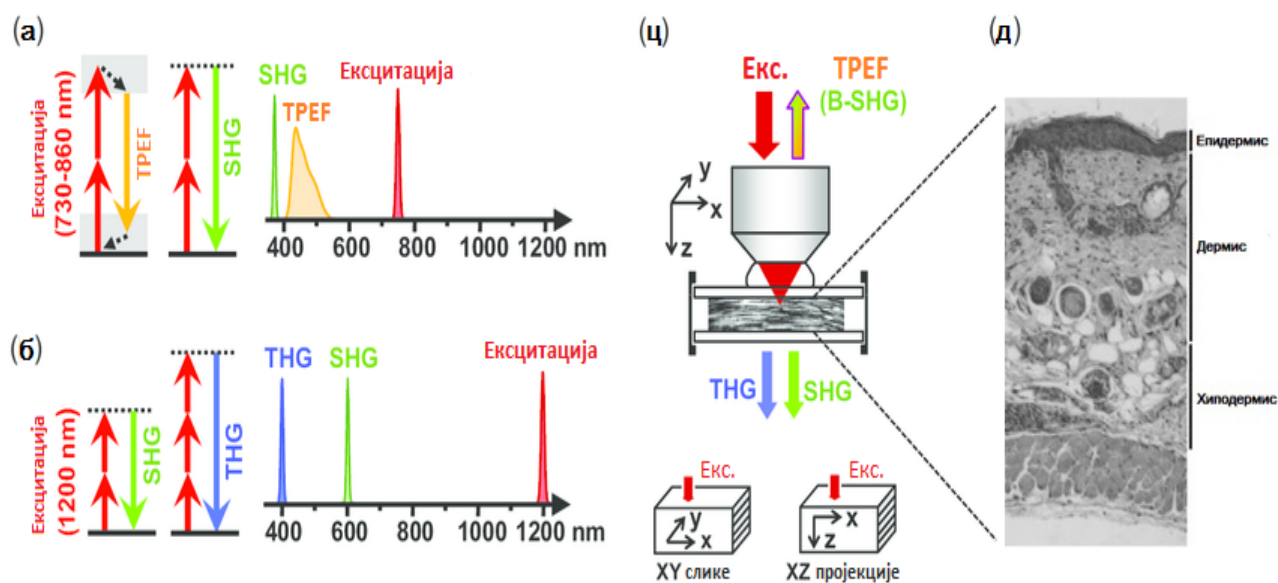 (а)
Ексцитација
(730-860 nm)
TPEF
SHG
SHG
TPEF
Ексцитација
400 600 800 1000 1200 nm
(б)
Ексцитација
(1200 nm)
SHG
THG
THG
SHG
Ексцитација
400 600 800 1000 1200 nm
(ц)
Екс.
TPEF
(B-SHG)
y
x
z
THG
SHG
Екс.
y
x
XY слике
Екс.
x
z
XZ пројекције
(д)
Епидермис
Дермис
Хиподермис